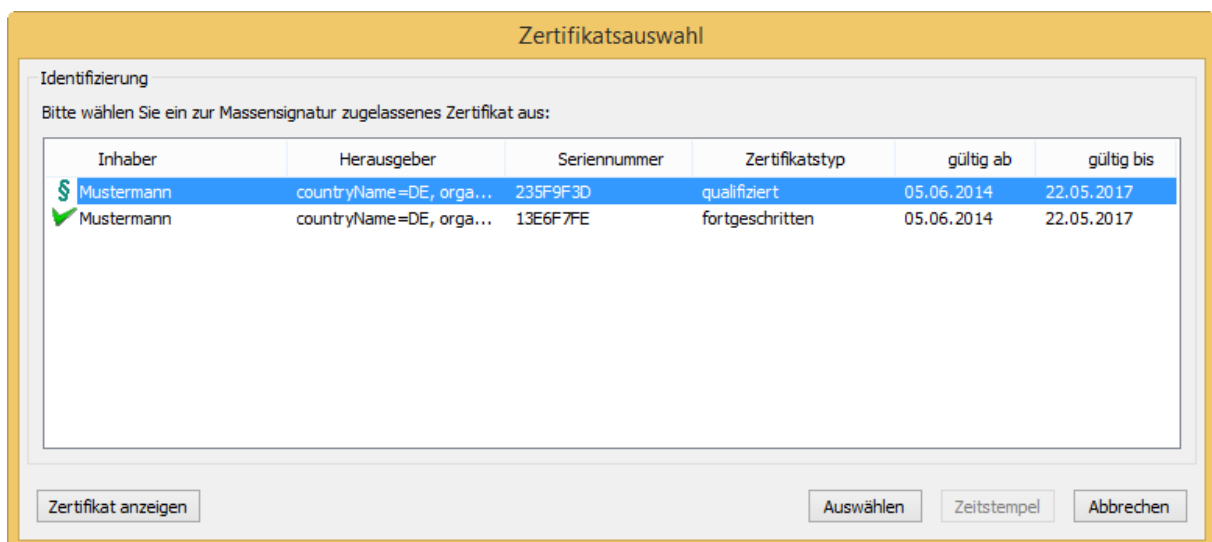 Zertifikatsauswahl
Identifizierung
Bitte wählen Sie ein zur Massensignatur zugelassenes Zertifikat aus:
Inhaber Herausgeber Seriennummer Zertifikatstyp gültig ab gültig bis
§ Mustermann countryName=DE, orga... 235F9F3D qualifiziert 05.06.2014 22.05.2017
Mustermann countryName=DE, orga... 13E6F7FE fortgeschritten 05.06.2014 22.05.2017
Zertifikat anzeigen Auswählen Zeitstempel Abbrechen